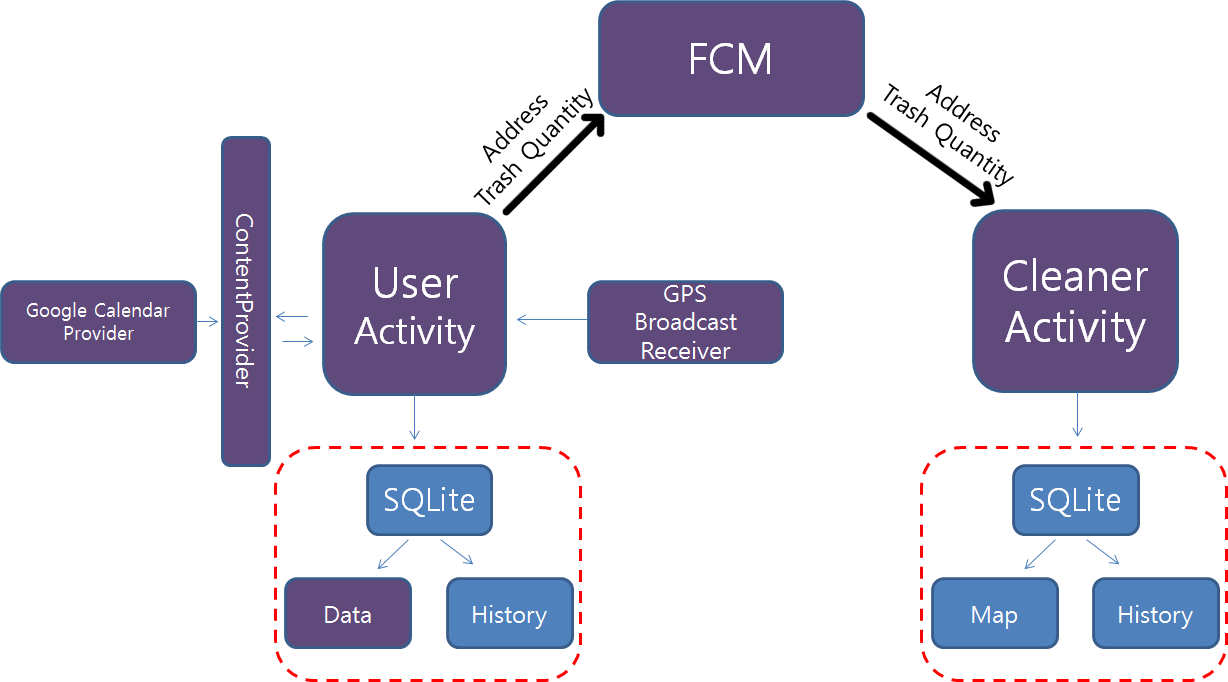 FCM
Address
Trash Quantity
Address
Trash Quantity
ContentProvider
Google Calendar
Provider
User
Activity
GPS
Broadcast
Receiver
Cleaner
Activity
SQLite
Data
History
SQLite
Map
History